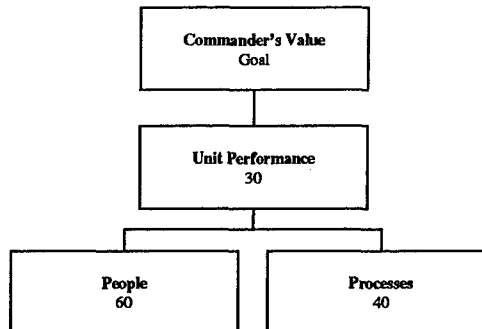 Commander's Value
Goal
Unit Performance
30
People
60
Processes
40